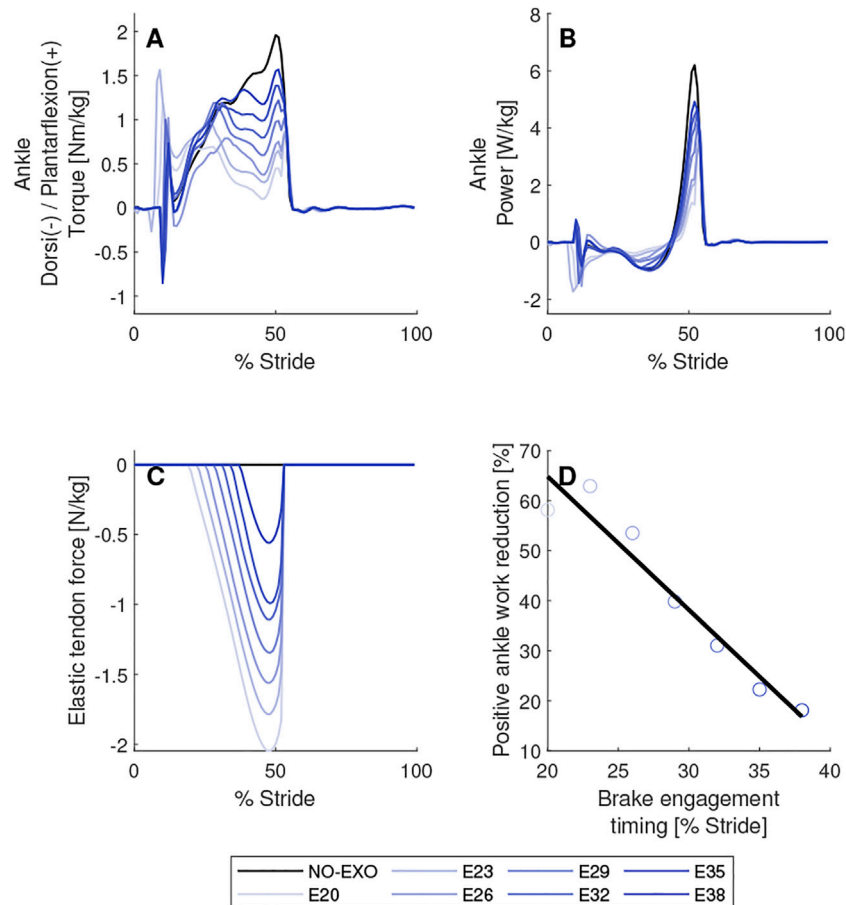 A
Ankle
Dorsi(-) / Plantarflexion(+)
Torque [Nm/kg]
2
1.5
1
0.5
0
-0.5
-1
0 50 100
% Stride
B
Ankle
Power [W/kg]
8
6
4
2
0
-2
0 50 100
% Stride
C
Elastic tendon force [N/kg]
0
-0.5
-1
-1.5
-2
0 50 100
% Stride
D
Positive ankle work reduction [%]
70
60
50
40
30
20
10
20 25 30 35 40
Brake engagement
timing [% Stride]
NO-EXO E23 E29 E35
E20 E26 E32 E38